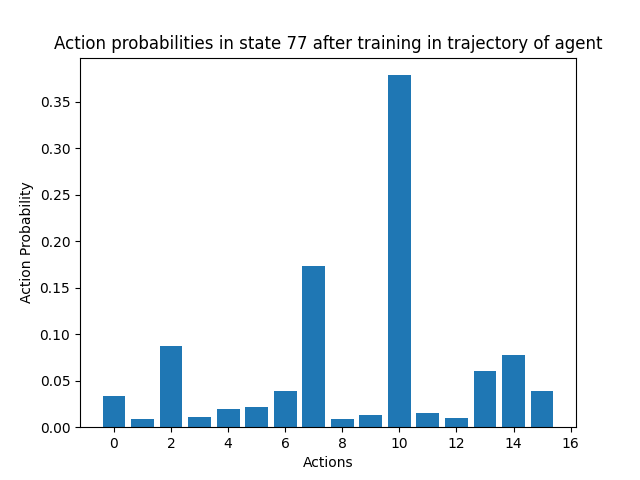 Action probabilities in state 77 after training in trajectory of agent
0.35
0.30
0.25
0.20
0.15
0.10
0.05
0.00
Action Probability
0 2 4 6 8 10 12 14 16
Actions